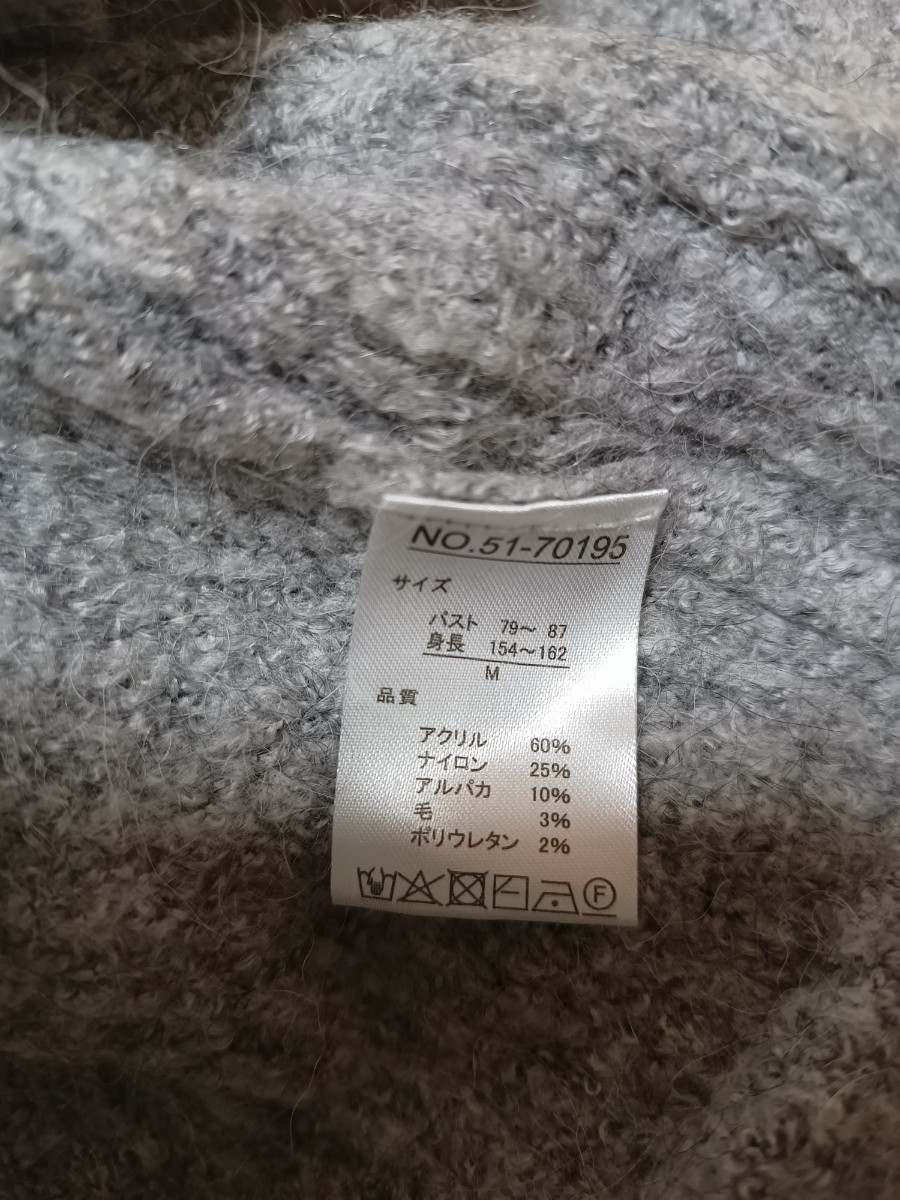 NO.51-70195
サイズ
バスト 79〜 87
身長 154〜162
M
品質
アクリル 60%
ナイロン 25%
アルパカ 10%
毛 3%
ポリウレタン 2%
F